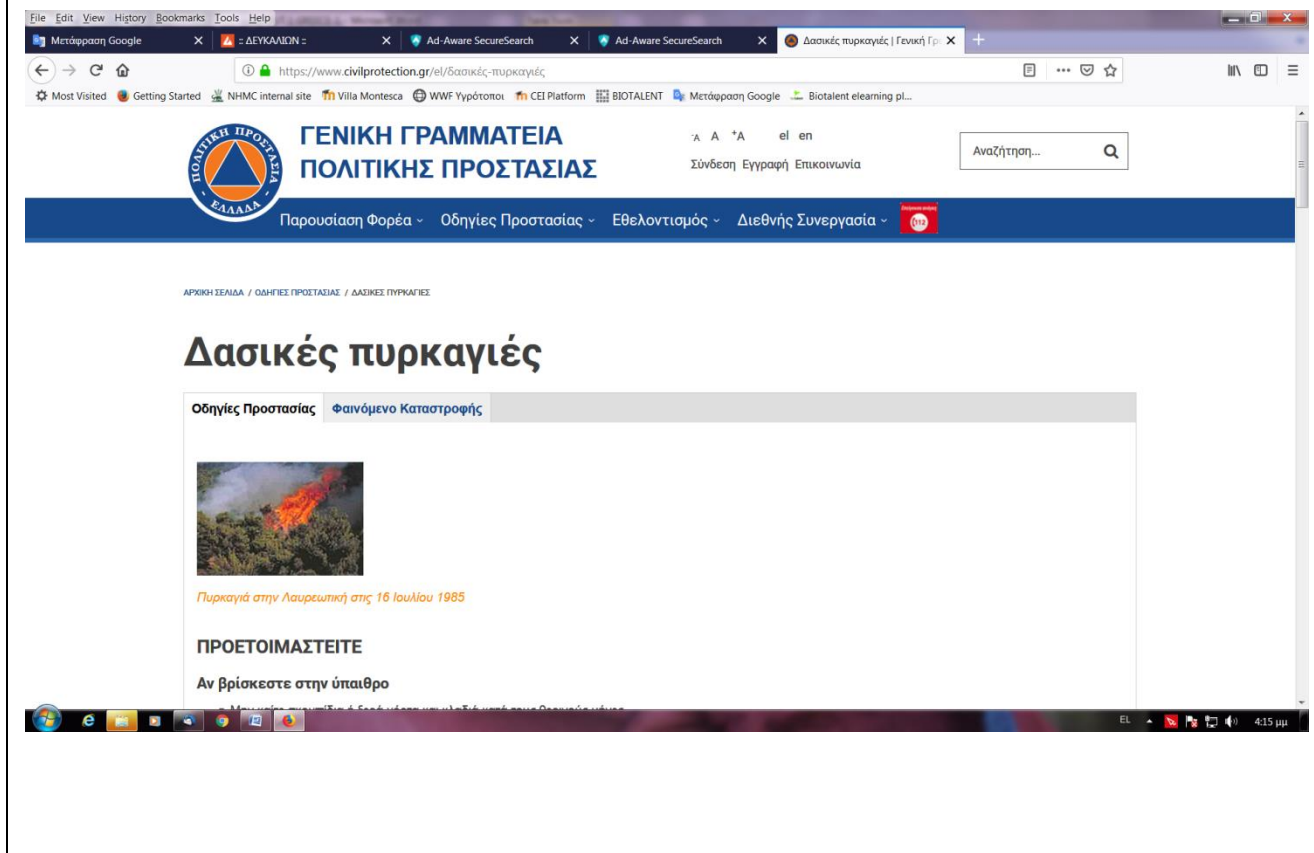 File Edit View History Bookmarks Tools Help
Μετάφραση Google :: ΔΕΥΚΑΛΙΩΝ :: Ad-Aware SecureSearch Ad-Aware SecureSearch Δασικές πυρκαγιές | Γενική Γρ
https://www.civilprotection.gr/el/δασικές-πυρκαγιές
Most Visited Getting Started NHMC internal site Villa Montesca WWF Υγρότοποι CEI Platform BIOTALENT Μετάφραση Google Biotalent elearning pl...
ΠΟΛΙΤΙΚΗ ΠΡΟΣΤΑΣΙΑ
ΕΛΛΑΔΑ
ΓΕΝΙΚΗ ΓΡΑΜΜΑΤΕΙΑ
ΠΟΛΙΤΙΚΗΣ ΠΡΟΣΤΑΣΙΑΣ
-A A +A el en
Σύνδεση Εγγραφή Επικοινωνία
Αναζήτηση...
Παρουσίαση Φορέα Οδηγίες Προστασίας Εθελοντισμός Διεθνής Συνεργασία 112
ΑΡΧΙΚΗ ΣΕΛΙΔΑ / ΟΔΗΓΙΕΣ ΠΡΟΣΤΑΣΙΑΣ / ΔΑΣΙΚΕΣ ΠΥΡΚΑΓΙΕΣ
Δασικές πυρκαγιές
Οδηγίες Προστασίας Φαινόμενο Καταστροφής
Πυρκαγιά στην Λαυρεωτική στις 16 Ιουλίου 1985
ΠΡΟΕΤΟΙΜΑΣΤΕΙΤΕ
Αν βρίσκεστε στην ύπαιθρο
EL 4:15 μμ